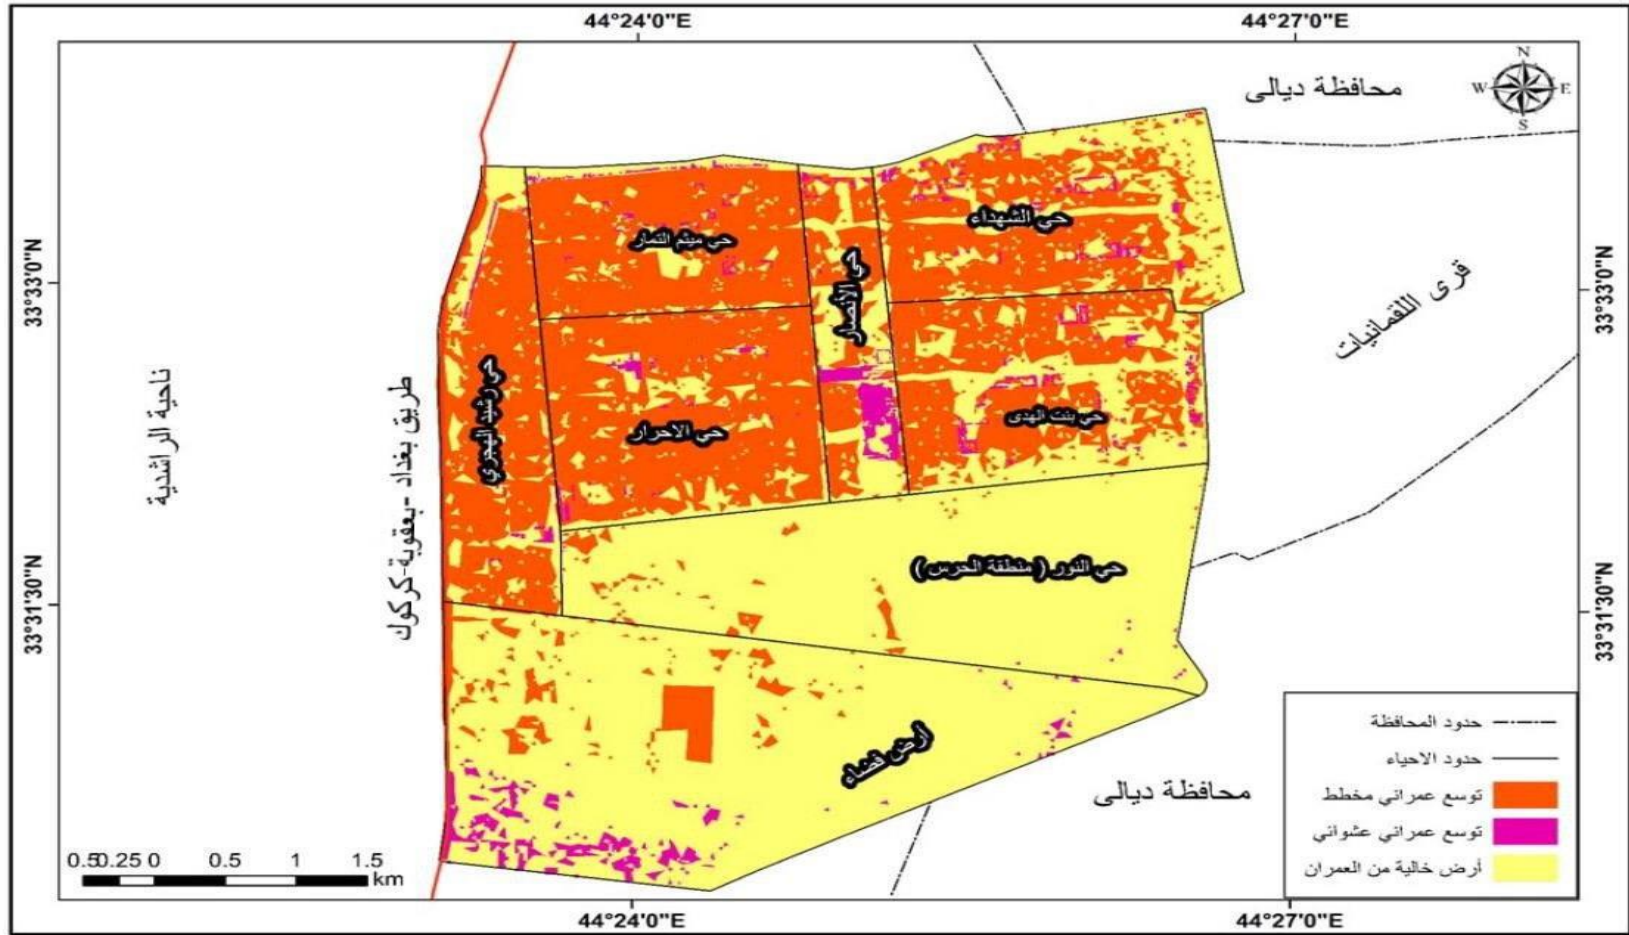 44°24'0"E
44°27'0"E
محافظة ديالى
N
W
E
S
حي الشهداء
حي ميثم التمار
حي الأنصار
قرى اللقمانيات
33°33'0"N
33°33'0"N
حي رشيد الهجري
ناحية الراشدية
طريق بغداد -بعقوبة-كركوك
حي الاحرار
حي بنت الهدى
حي النور ( منطقة الحرس )
33°31'30"N
33°31'30"N
ارض فضاء
محافظة ديالى
حدود المحافظة
حدود الاحياء
توسع عمراني مخطط
توسع عمراني عشوائي
أرض خالية من العمران
0.5 0.25 0 0.5 1 1.5
km
44°24'0"E
44°27'0"E